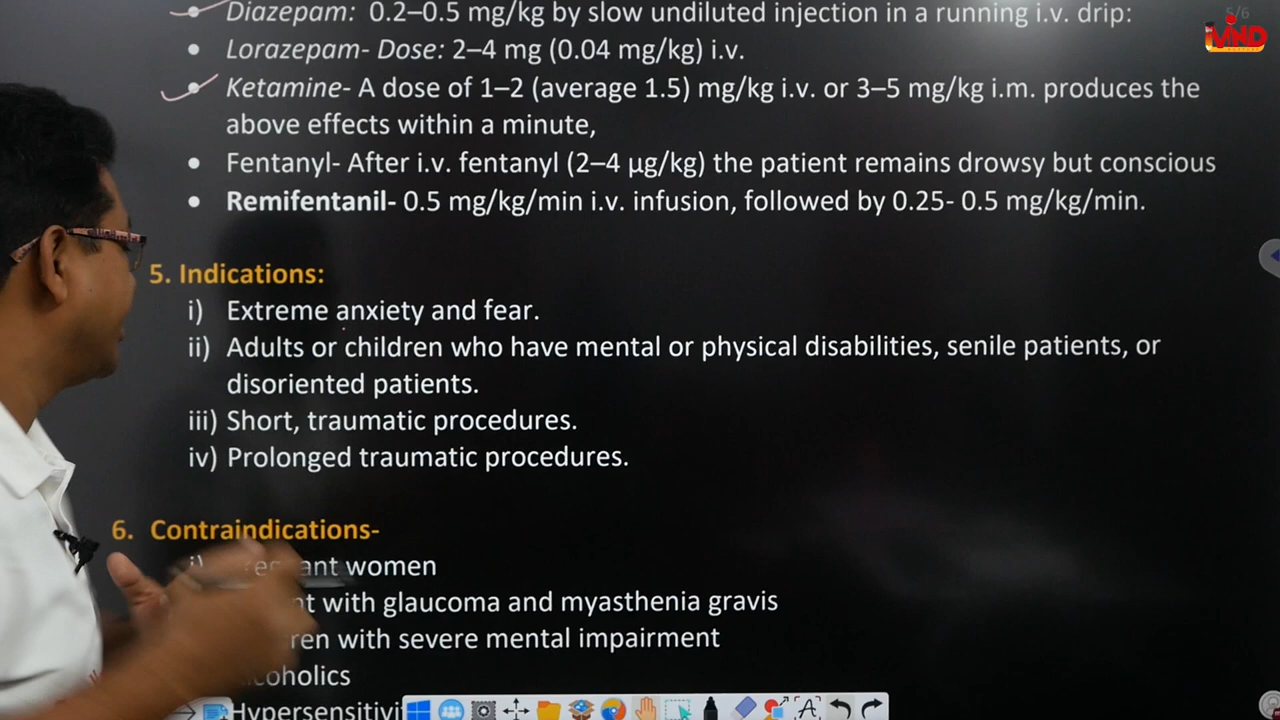 Diazepam: 0.2–0.5 mg/kg by slow undiluted injection in a running i.v. drip:
5/6
iMIND
• Lorazepam- Dose: 2–4 mg (0.04 mg/kg) i.v.
• Ketamine- A dose of 1–2 (average 1.5) mg/kg i.v. or 3–5 mg/kg i.m. produces the
above effects within a minute,
• Fentanyl- After i.v. fentanyl (2–4 µg/kg) the patient remains drowsy but conscious
• Remifentanil- 0.5 mg/kg/min i.v. infusion, followed by 0.25- 0.5 mg/kg/min.
5. Indications:
i) Extreme anxiety and fear.
ii) Adults or children who have mental or physical disabilities, senile patients, or
disoriented patients.
iii) Short, traumatic procedures.
iv) Prolonged traumatic procedures.
6. Contraindications-
i) women
with glaucoma and myasthenia gravis
with severe mental impairment